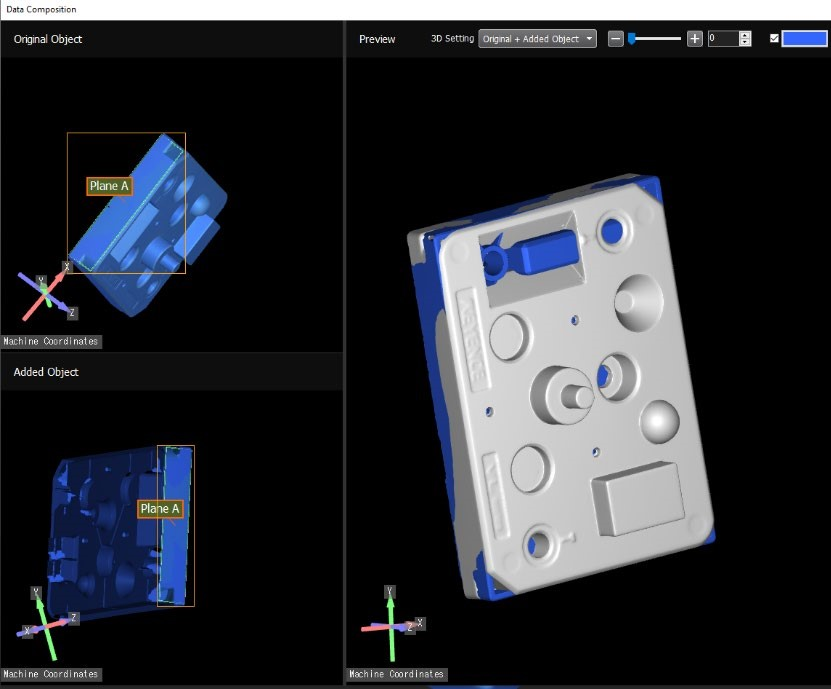 Data Composition
Original Object
Plane A
X
Y
Z
Machine Coordinates
Added Object
Plane A
Y
Z
X
Machine Coordinates
Preview
3D Setting
Original + Added Object
0
KEYENCE
Y
X
Z
Machine Coordinates